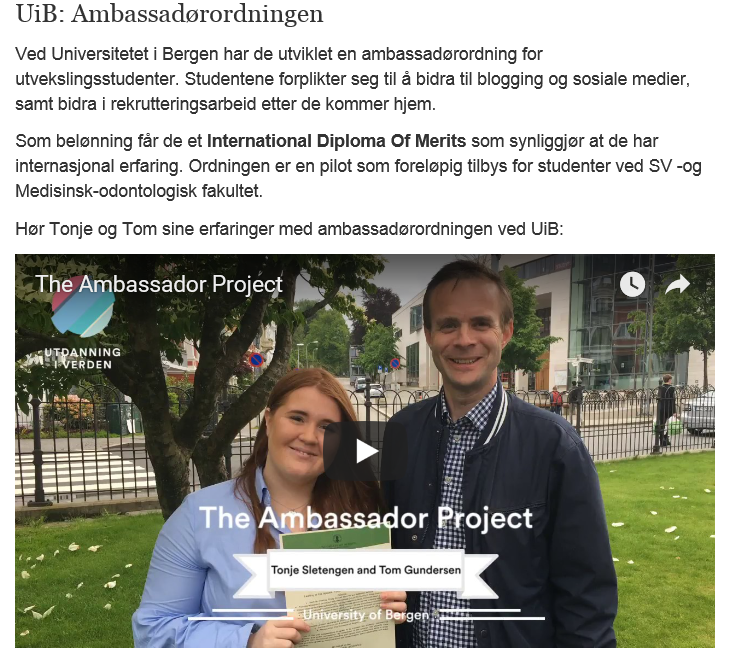 UiB: Ambassadørordningen
Ved Universitetet i Bergen har de utviklet en ambassadørordning for
utvekslingsstudenter. Studentene forplikter seg til å bidra til blogging og sosiale medier,
samt bidra i rekrutteringsarbeid etter de kommer hjem.
Som belønning får de et International Diploma Of Merits som synliggjør at de har
internasjonal erfaring. Ordningen er en pilot som foreløpig tilbys for studenter ved SV -og
Medisinsk-odontologisk fakultet.
Hør Tonje og Tom sine erfaringer med ambassadørordningen ved UiB:
The Ambassador Project
UTDANNING
I VERDEN
The Ambassador Project
Tonje Sletengen and Tom Gundersen
University of Bergen